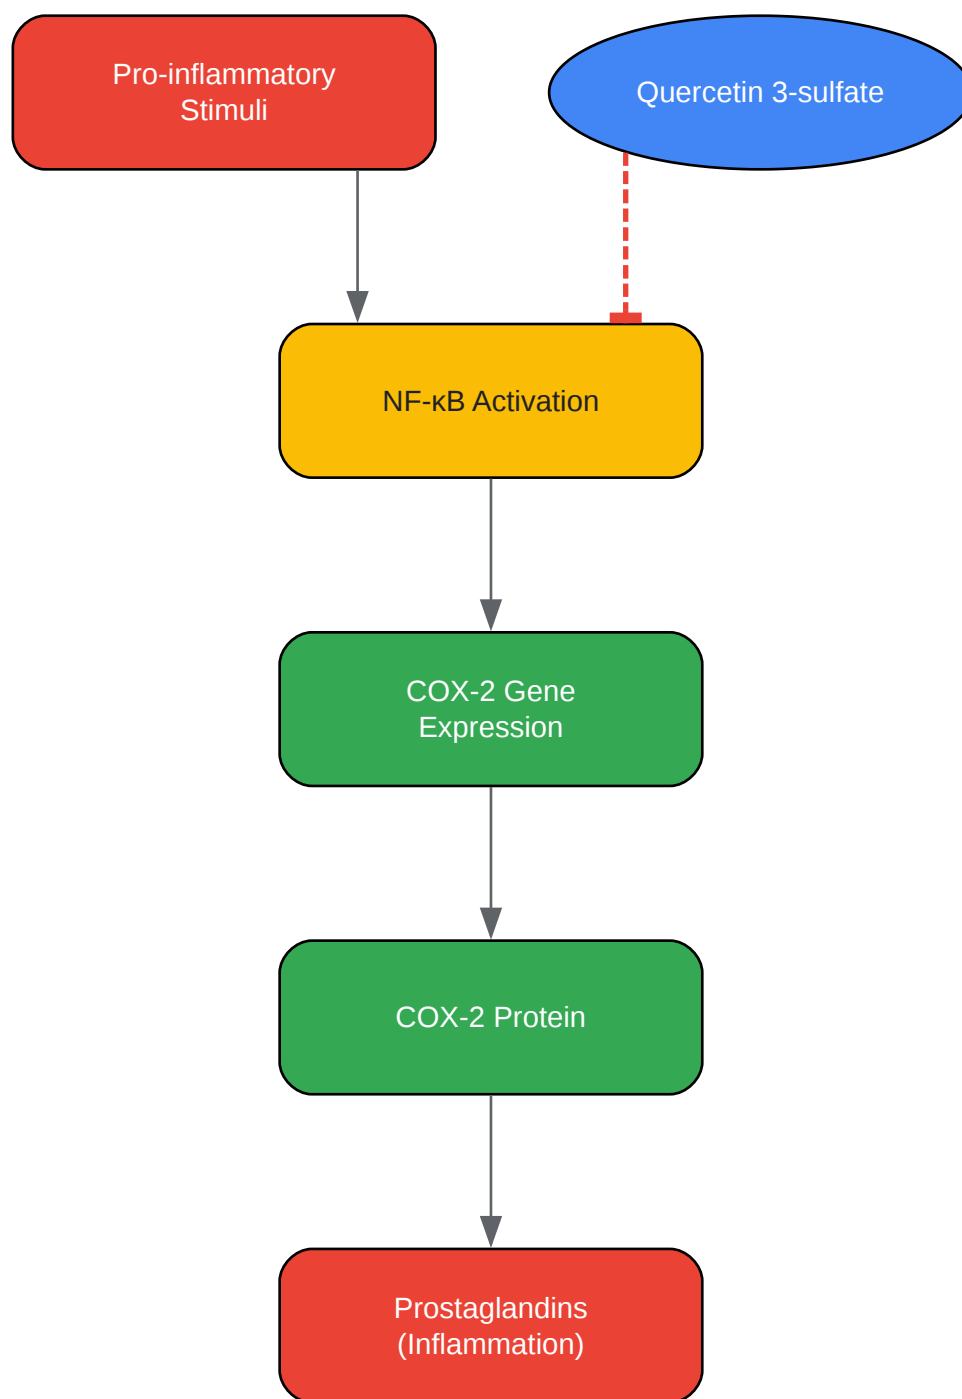 Pro-inflammatory
Stimuli
Quercetin 3-sulfate
NF-κB Activation
COX-2 Gene
Expression
COX-2 Protein
Prostaglandins
(Inflammation)